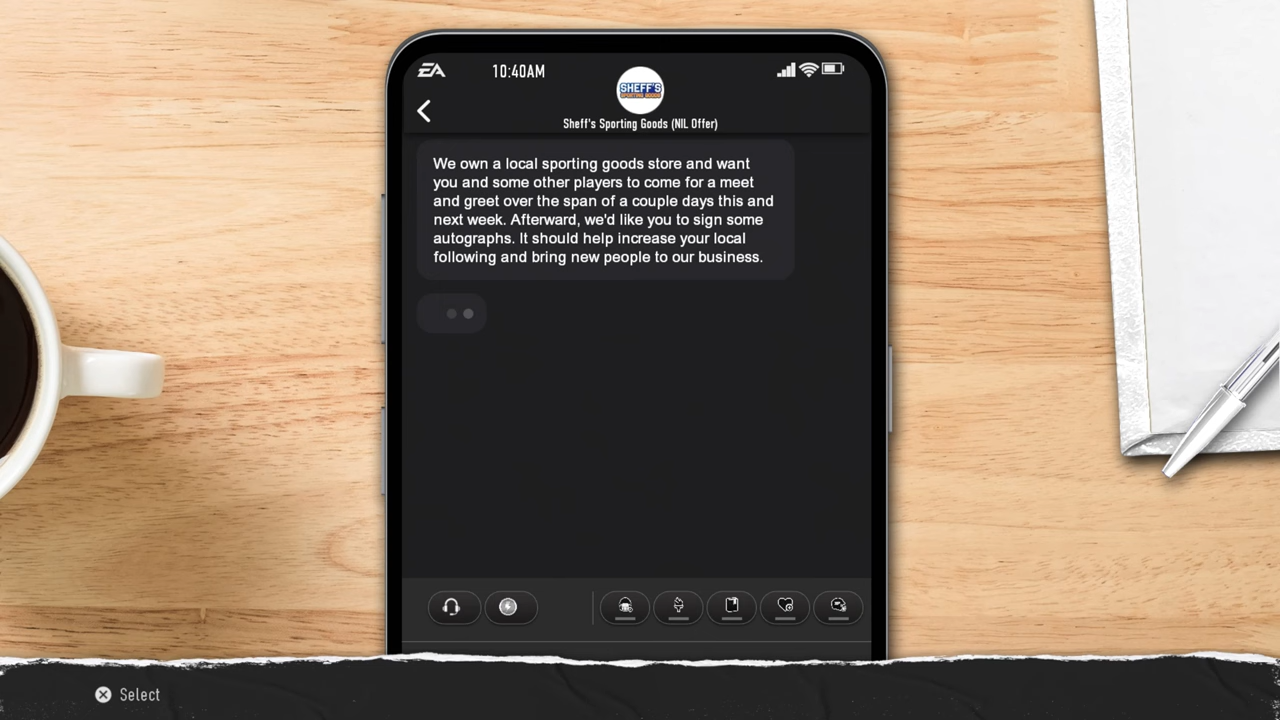 EA
10:40AM
SHEFF'S
SPORTING GOODS
Sheff's Sporting Goods (NIL Offer)
We own a local sporting goods store and want
you and some other players to come for a meet
and greet over the span of a couple days this and
next week. Afterward, we'd like you to sign some
autographs. It should help increase your local
following and bring new people to our business.
Select